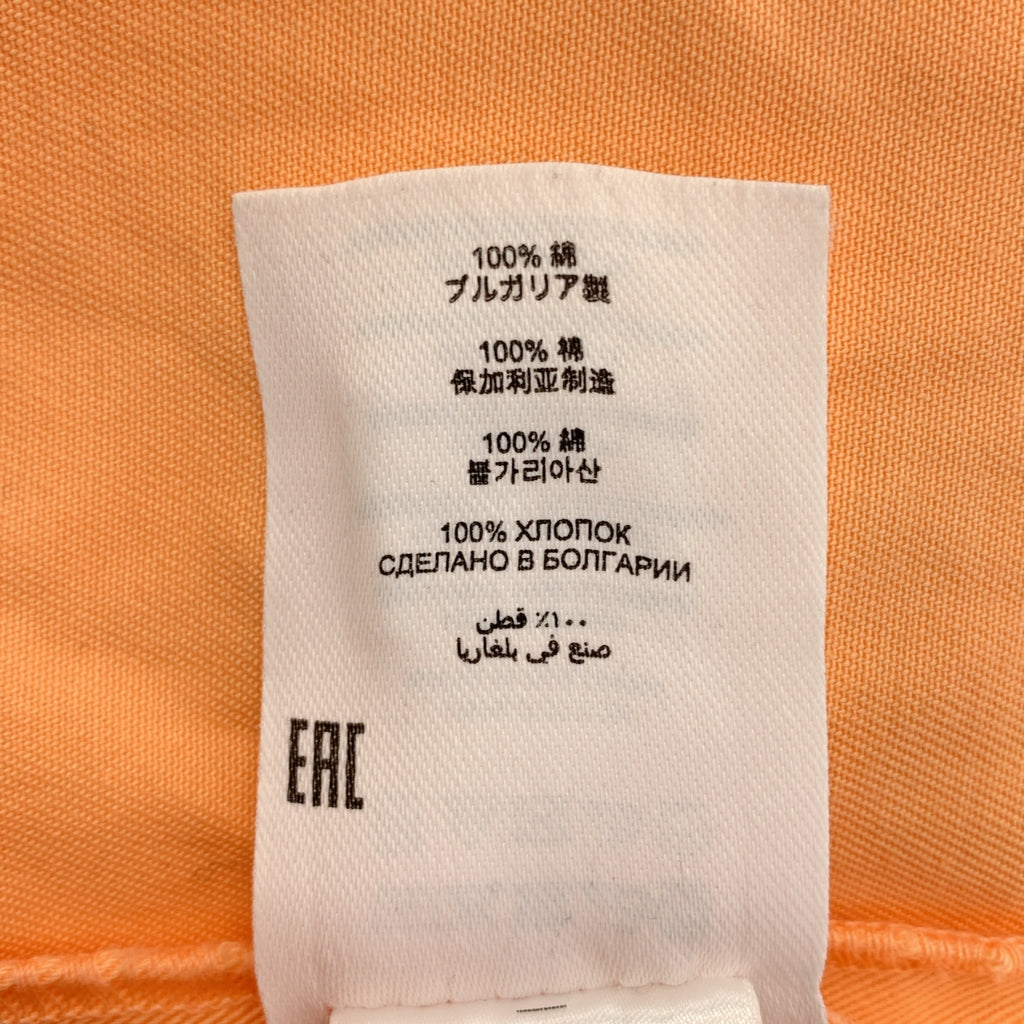 100% 綿
ブルガリア製
100% 棉
保加利亚制造
100% 綿
불가리아산
100% ХЛОПОК
СДЕЛАНО В БОЛГАРИИ
٪١٠٠ قطن
صنع في بلغاريا
EAC